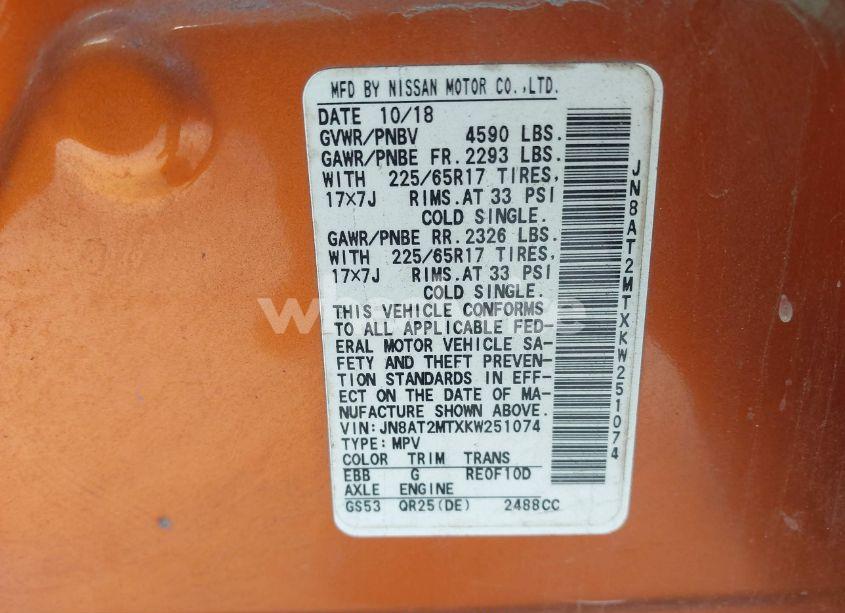 MFD BY NISSAN MOTOR CO.,LTD.
DATE 10/18
GVWR/PNBV 4590 LBS.
GAWR/PNBE FR. 2293 LBS.
WITH 225/65R17 TIRES,
17×7J RIMS. AT 33 PSI
COLD SINGLE.
GAWR/PNBE RR. 2326 LBS.
WITH 225/65R17 TIRES,
17×7J RIMS. AT 33 PSI
COLD SINGLE.
THIS VEHICLE CONFORMS
TO ALL APPLICABLE FED-
ERAL MOTOR VEHICLE SA-
FETY AND THEFT PREVEN-
TION STANDARDS IN EFF-
ECT ON THE DATE OF MA-
NUFACTURE SHOWN ABOVE.
VIN: JN8AT2MTXKW251074
TYPE: MPV
COLOR TRIM TRANS
EBB G RE0F10D
AXLE ENGINE
GS53 QR25(DE) 2488CC
JN8AT2MTXKW251074